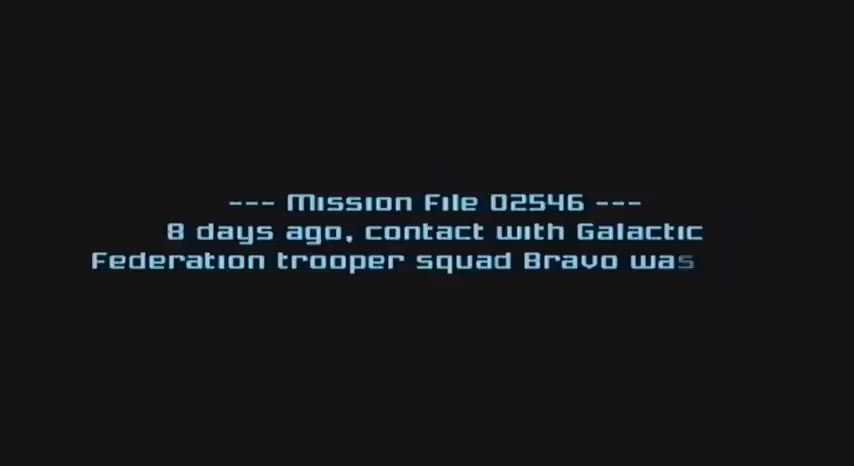 --- Mission File 02546 ---
8 days ago, contact with Galactic
Federation trooper squad Bravo was